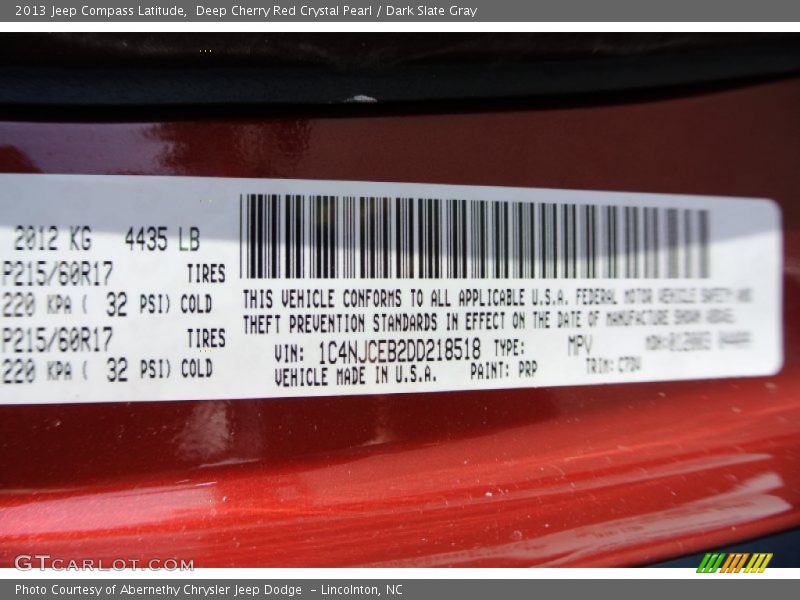 2013 Jeep Compass Latitude,  Deep Cherry Red Crystal Pearl / Dark Slate Gray
2012 KG 4435 LB
P215/60R17 TIRES
220 KPA ( 32 PSI) COLD
P215/60R17 TIRES
220 KPA ( 32 PSI) COLD
THIS VEHICLE CONFORMS TO ALL APPLICABLE U.S.A. FEDERAL MOTOR VEHICLE SAFETY AND
THEFT PREVENTION STANDARDS IN EFFECT ON THE DATE OF MANUFACTURE SHOWN ABOVE.
VIN: 1C4NJCEB2DD218518 TYPE: MPV MDH:
VEHICLE MADE IN U.S.A. PAINT: PRP TRIM:
GTCARLOT.COM
Photo Courtesy of Abernethy Chrysler Jeep Dodge  – Lincolnton, NC